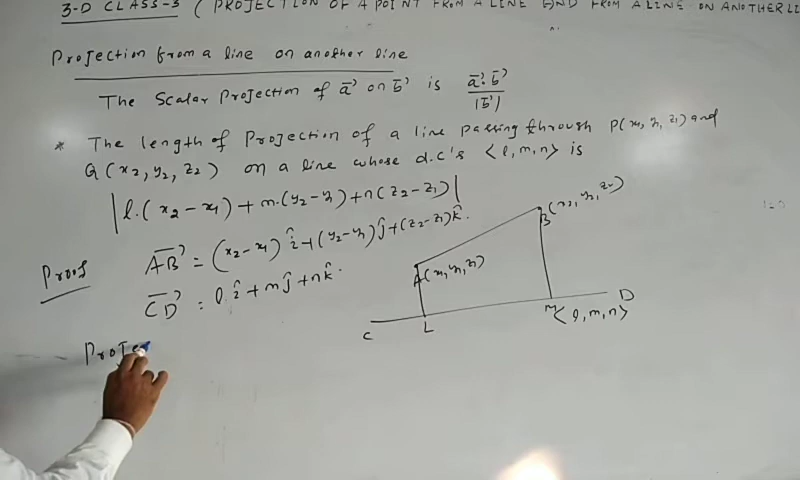 3-D CLASS-3 ( PROJECTION OF A POINT FROM A LINE AND FROM A LINE ON ANOTHER LI
Projection from a line on another line
The Scalar Projection of a⃗ on b⃗ is a⃗·b⃗ / |b⃗|
* The length of projection of a line passing through P(x1, y1, z1) and
Q(x2, y2, z2) on a line whose d.c's <l, m, n> is
|l.(x2-x1)+m.(y2-y1)+n(z2-z1)|
Proof AB⃗ = (x2-x1)î+(y2-y1)ĵ+(z2-z1)k̂.
CD⃗ = l.î+mĵ+nk̂.
Proje
A(x1, y1, z1)
B(x2, y2, z2)
C
L
M
D
<l, m, n>